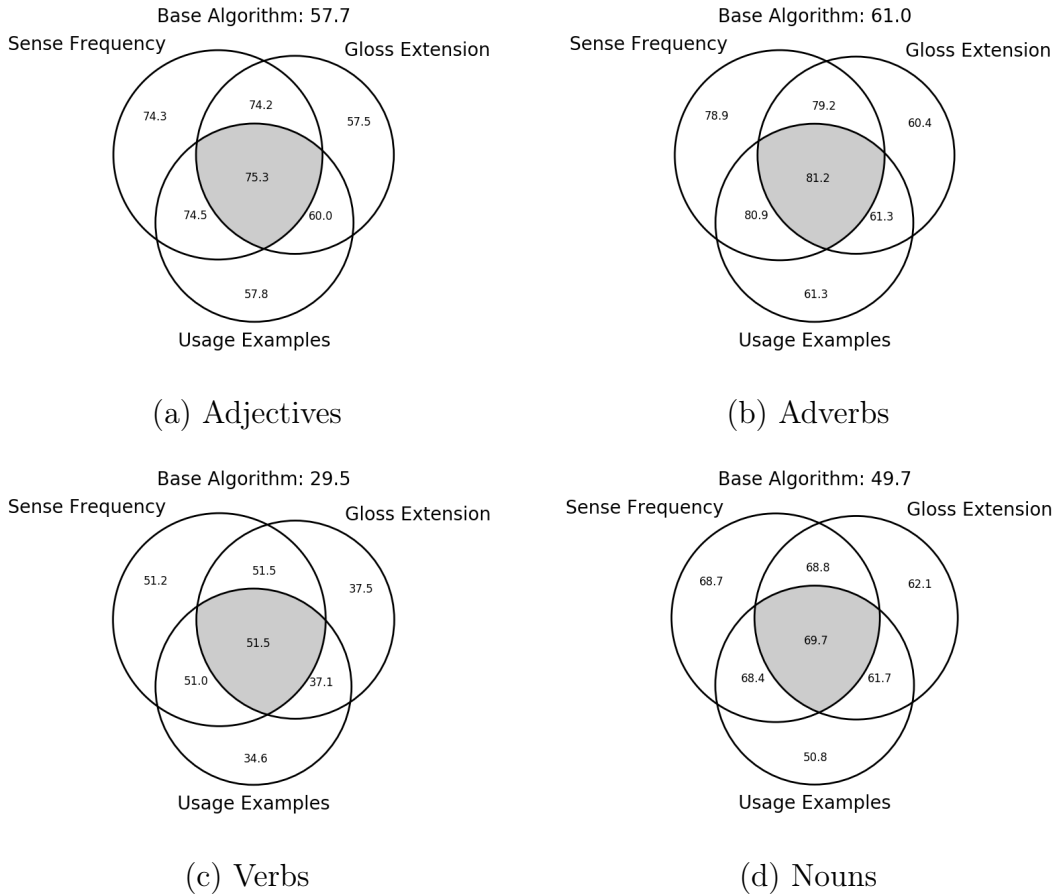 Base Algorithm: 57.7
Sense Frequency
Gloss Extension
74.3
74.2
57.5
75.3
74.5
60.0
57.8
Usage Examples
(a) Adjectives
Base Algorithm: 61.0
Sense Frequency
Gloss Extension
78.9
79.2
60.4
81.2
80.9
61.3
61.3
Usage Examples
(b) Adverbs
Base Algorithm: 29.5
Sense Frequency
Gloss Extension
51.2
51.5
37.5
51.5
51.0
37.1
34.6
Usage Examples
(c) Verbs
Base Algorithm: 49.7
Sense Frequency
Gloss Extension
68.7
68.8
62.1
69.7
68.4
61.7
50.8
Usage Examples
(d) Nouns